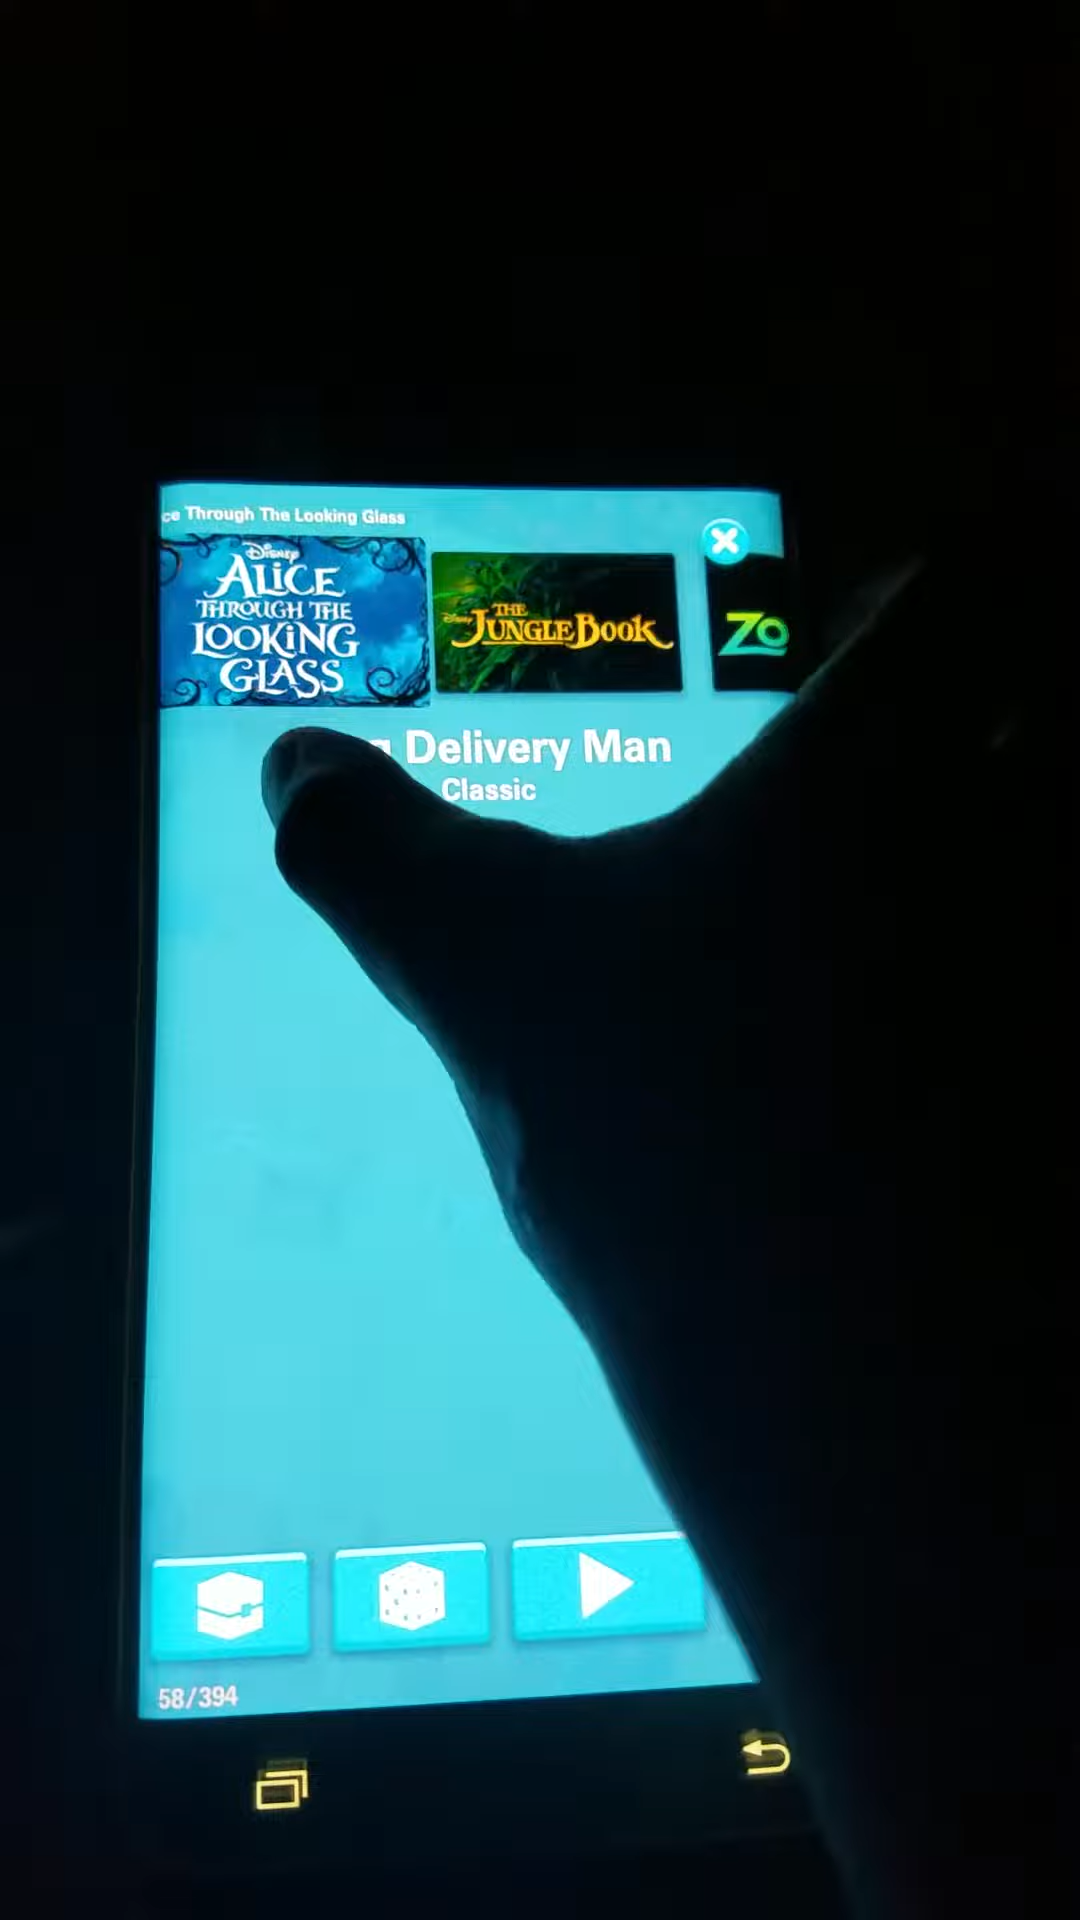 ce Through The Looking Glass
Disney
ALICE
THROUGH THE
LOOKING
GLASS
Disney
THE
JUNGLE BOOK
ZO
g Delivery Man
Classic
58/394